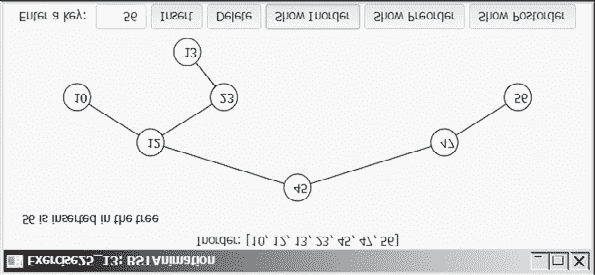 Exercise25_13: BSTAnimation
Inorder: [10, 12, 13, 23, 45, 47, 56]
56 is inserted in the tree
45
12 47
10 23 56
13
Enter a key: 56 Insert Delete Show Inorder Show Preorder Show Postorder